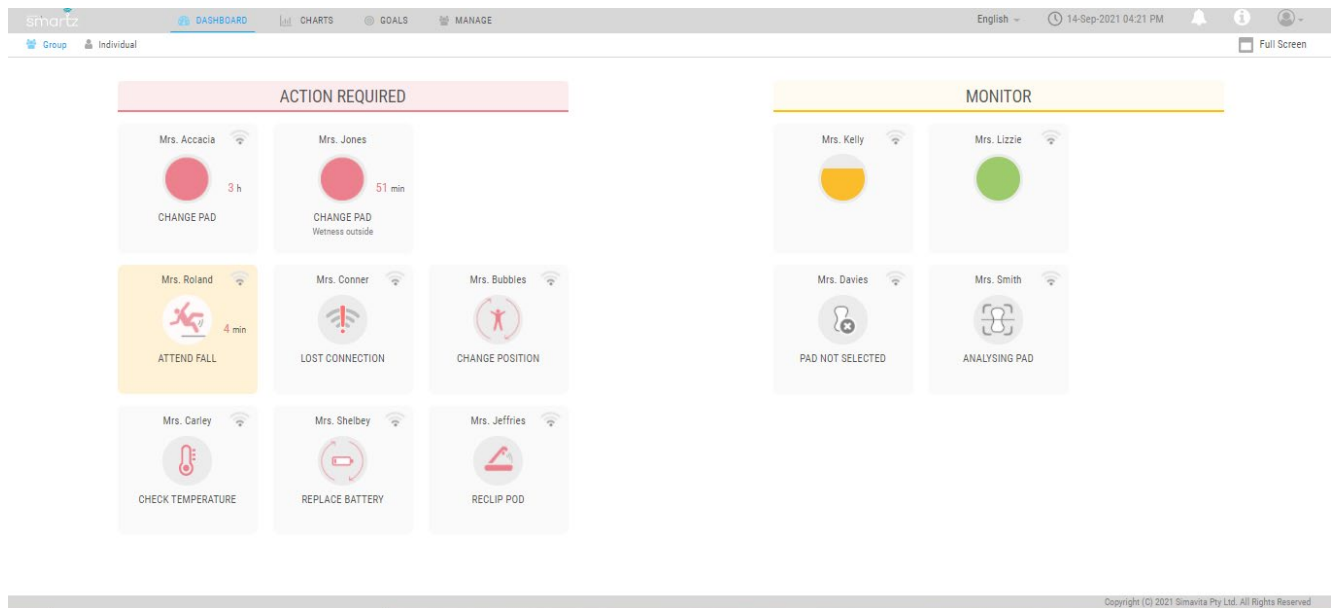 smartz
DASHBOARD CHARTS GOALS MANAGE English 14-Sep-2021 04:21 PM
Group Individual Full Screen
ACTION REQUIRED
Mrs. Accacia
3 h
CHANGE PAD
Mrs. Jones
51 min
CHANGE PAD
Wetness outside
Mrs. Roland
4 min
ATTEND FALL
Mrs. Conner
LOST CONNECTION
Mrs. Bubbles
CHANGE POSITION
Mrs. Carley
CHECK TEMPERATURE
Mrs. Shelbey
REPLACE BATTERY
Mrs. Jeffries
RECLIP POD
MONITOR
Mrs. Kelly
Mrs. Lizzie
Mrs. Davies
PAD NOT SELECTED
Mrs. Smith
ANALYSING PAD
Copyright (C) 2021 Simavita Pty Ltd. All Rights Reserved